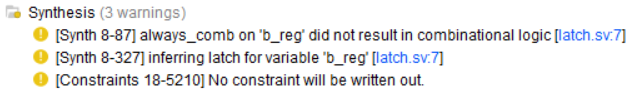 Synthesis (3 warnings)
[Synth 8-87] always_comb on 'b_reg' did not result in combinational logic [latch.sv:7]
[Synth 8-327] inferring latch for variable 'b_reg' [latch.sv:7]
[Constraints 18-5210] No constraint will be written out.